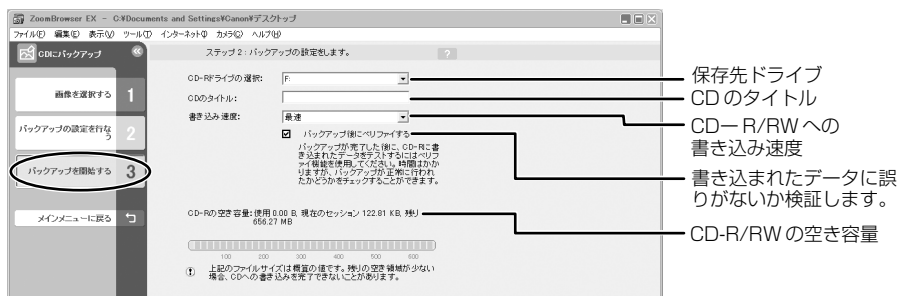 ZoomBrowser EX - C:¥Documents and Settings¥Canon¥デスクトップ
ファイル(F) 編集(E) 表示(V) ツール(T) インターネット(I) カメラ(C) ヘルプ(H)
CDにバックアップ
ステップ2：バックアップの設定をします。
?
画像を選択する 1
バックアップの設定を行なう 2
バックアップを開始する 3
メインメニューに戻る
CD-Rドライブの選択: F:
CDのタイトル:
書き込み速度: 最速
バックアップ後にベリファイする
バックアップが完了した後に、CD-Rに書
き込まれたデータをテストするにはベリフ
ァイ機能を使用してください。時間はかか
りますが、バックアップが正常に行われ
たかどうかをチェックすることができます。
CD-Rの空き容量: 使用 0.00 B, 現在のセッション 122.81 KB, 残り
656.27 MB
100 200 300 400 500 600
上記のファイルサイズは概算の値です。残りの空き領域が少ない
場合、CDへの書き込みを完了できないことがあります。
保存先ドライブ
CDのタイトル
CD－R/RWへの
書き込み速度
書き込まれたデータに誤
りがないか検証します。
CD-R/RWの空き容量